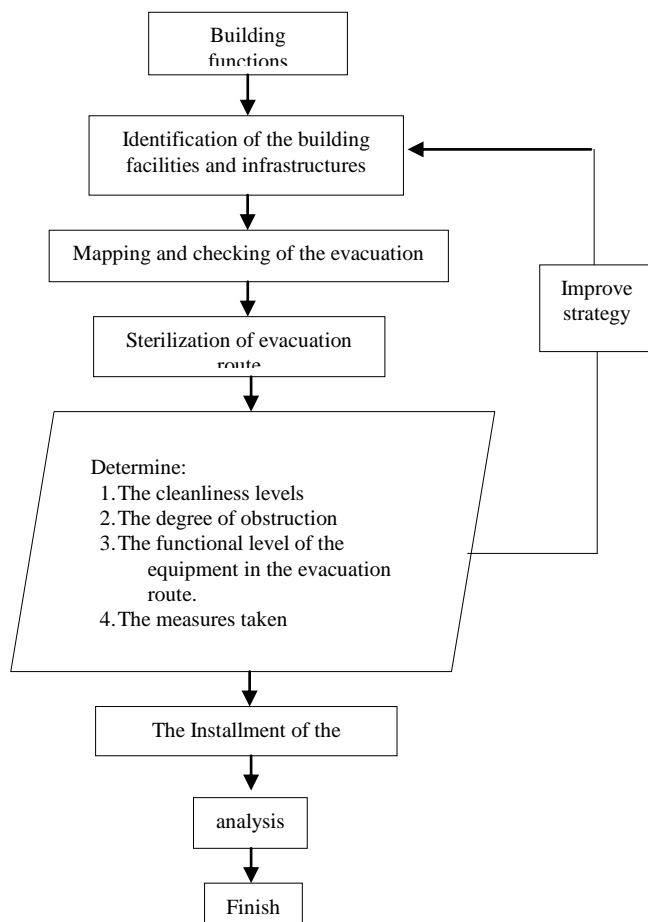 Building
functions
Identification of the building
facilities and infrastructures
Mapping and checking of the evacuation
Improve
strategy
Sterilization of evacuation
route
Determine:
1. The cleanliness levels
2. The degree of obstruction
3. The functional level of the
equipment in the evacuation
route.
4. The measures taken
The Installment of the
analysis
Finish